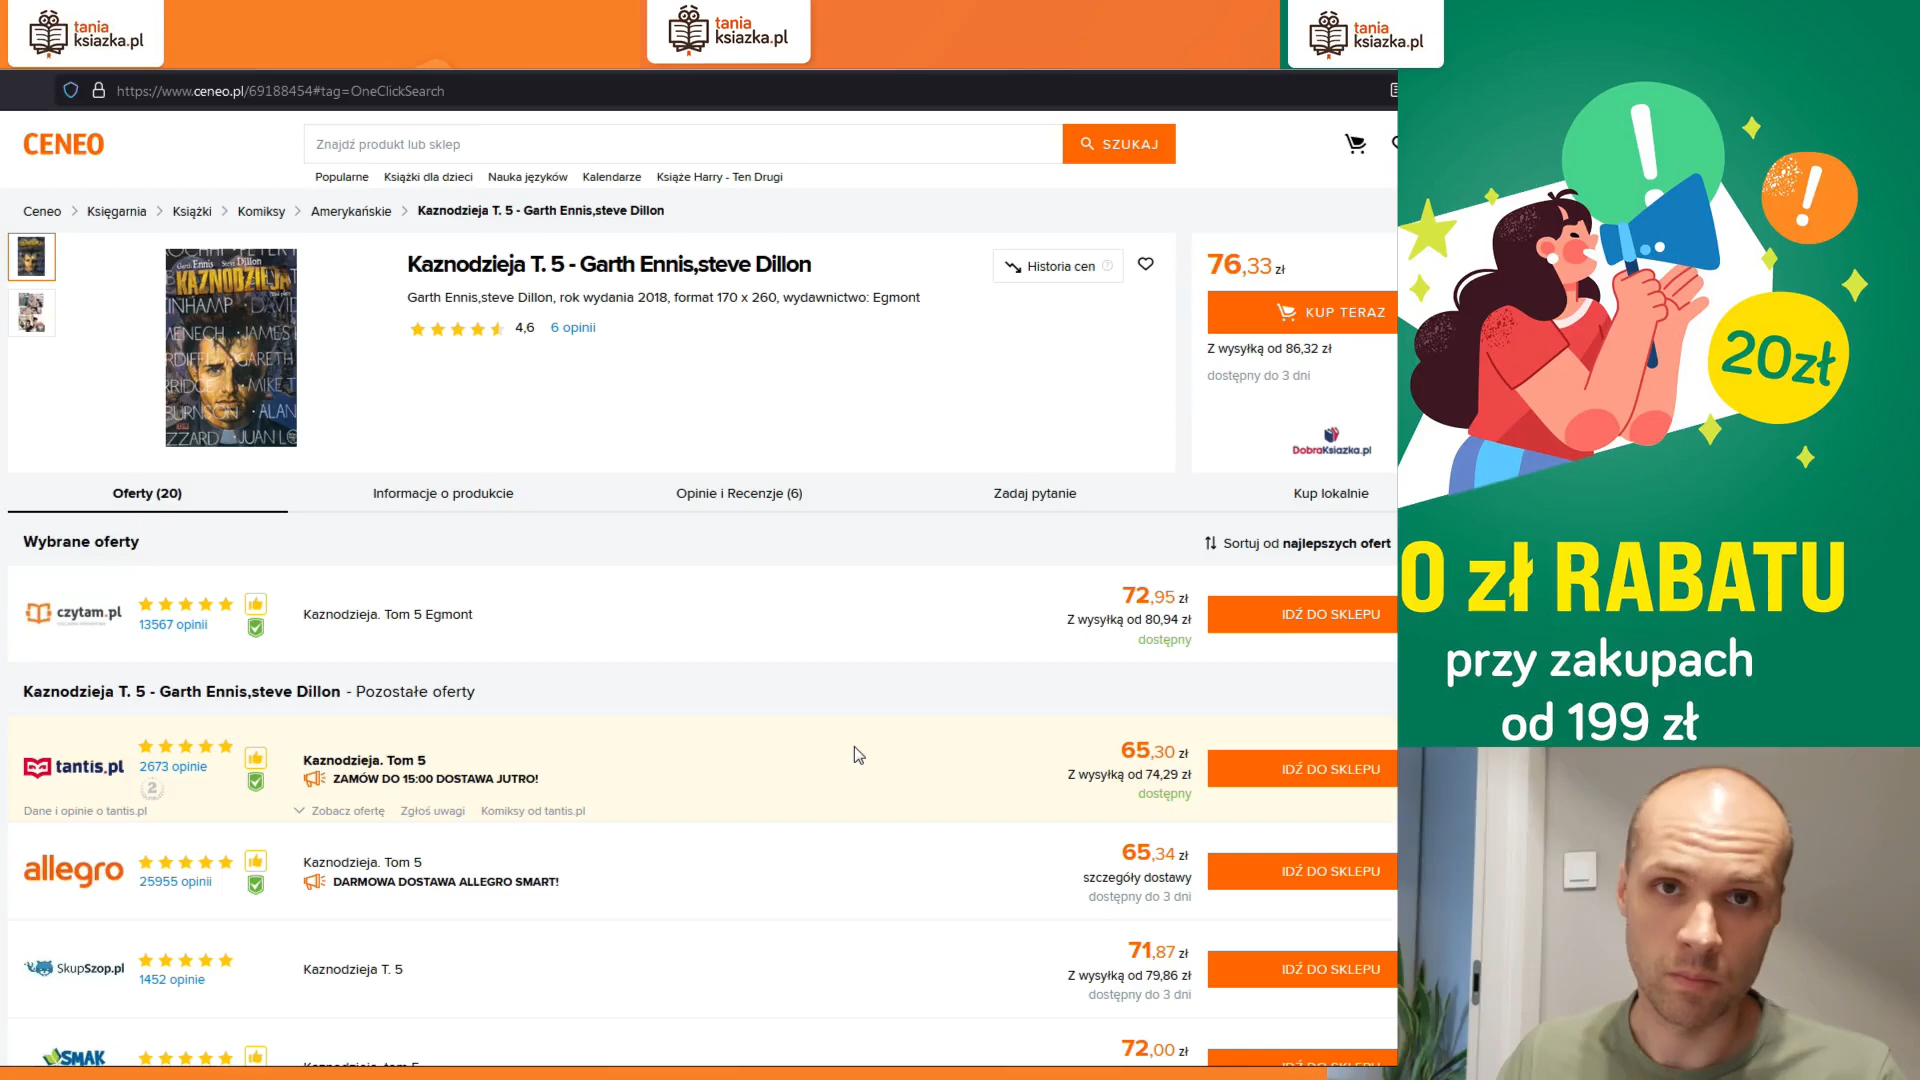 tania
ksiazka.pl
tania
ksiazka.pl
tania
ksiazka.pl
https://www.ceneo.pl/69188454#tag=OneClickSearch
CENEO
Znajdź produkt lub sklep
SZUKAJ
Popularne Książki dla dzieci Nauka języków Kalendarze Książe Harry - Ten Drugi
Ceneo Księgarnia Książki Komiksy Amerykańskie Kaznodzieja T. 5 - Garth Ennis,steve Dillon
Garth Ennis Steve Dillon
KAZNODZIEJA
Kaznodzieja T. 5 - Garth Ennis,steve Dillon
Historia cen
Garth Ennis,steve Dillon, rok wydania 2018, format 170 x 260, wydawnictwo: Egmont
4,6 6 opinii
76,33 zł
KUP TERAZ
Z wysyłką od 86,32 zł
dostępny do 3 dni
DobraKsiazka.pl
20zł
Oferty (20) Informacje o produkcie Opinie i Recenzje (6) Zadaj pytanie Kup lokalnie
Wybrane oferty
Sortuj od najlepszych ofert
czytam.pl
13567 opinii
Kaznodzieja. Tom 5 Egmont
72,95 zł
Z wysyłką od 80,94 zł
dostępny
IDŹ DO SKLEPU
Kaznodzieja T. 5 - Garth Ennis,steve Dillon - Pozostałe oferty
tantis.pl
2673 opinie
2
Dane i opinie o tantis.pl
Kaznodzieja. Tom 5
ZAMÓW DO 15:00 DOSTAWA JUTRO!
Zobacz ofertę Zgłoś uwagi Komiksy od tantis.pl
65,30 zł
Z wysyłką od 74,29 zł
dostępny
IDŹ DO SKLEPU
allegro
25955 opinii
Kaznodzieja. Tom 5
DARMOWA DOSTAWA ALLEGRO SMART!
65,34 zł
szczegóły dostawy
dostępny do 3 dni
IDŹ DO SKLEPU
SkupSzop.pl
1452 opinie
Kaznodzieja T. 5
71,87 zł
Z wysyłką od 79,86 zł
dostępny do 3 dni
IDŹ DO SKLEPU
SMAK
72,00 zł
0 zł RABATU
przy zakupach
od 199 zł